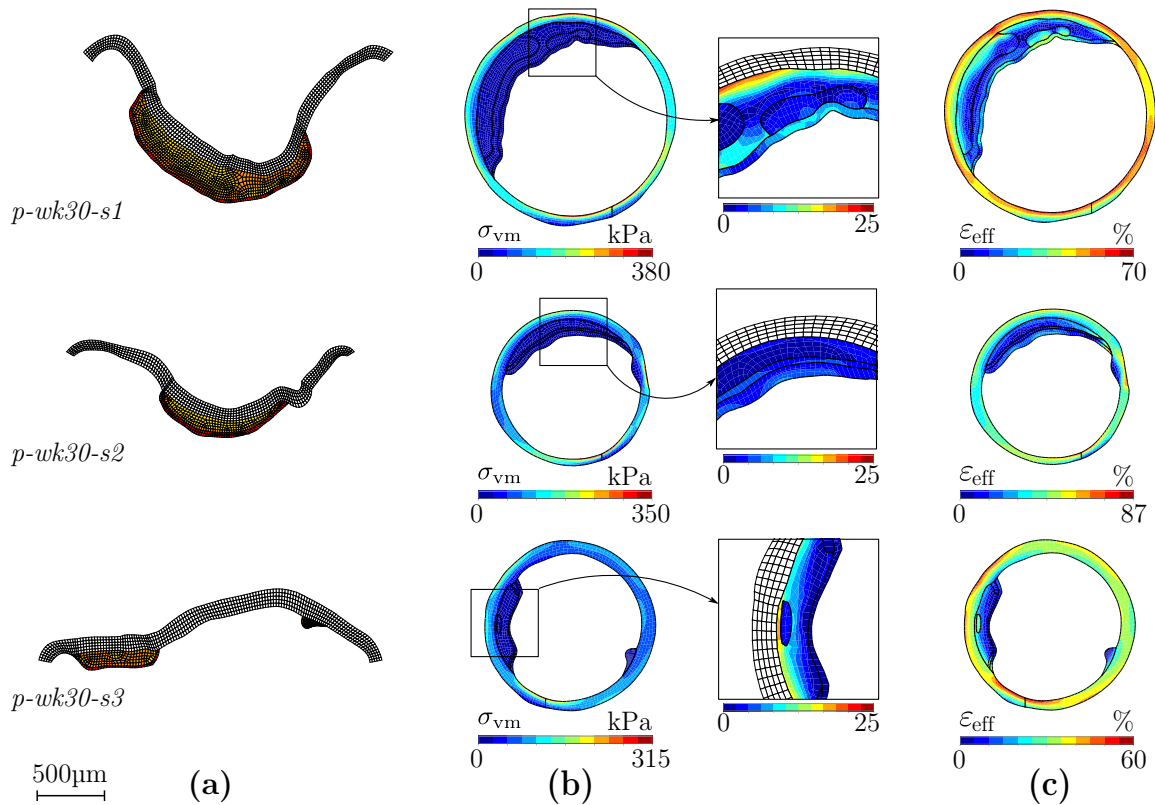 p-wk30-s1
σvm kPa
0 380
0 25
εeff %
0 70
p-wk30-s2
σvm kPa
0 350
0 25
εeff %
0 87
p-wk30-s3
σvm kPa
0 315
0 25
εeff %
0 60
500µm
(a) (b) (c)